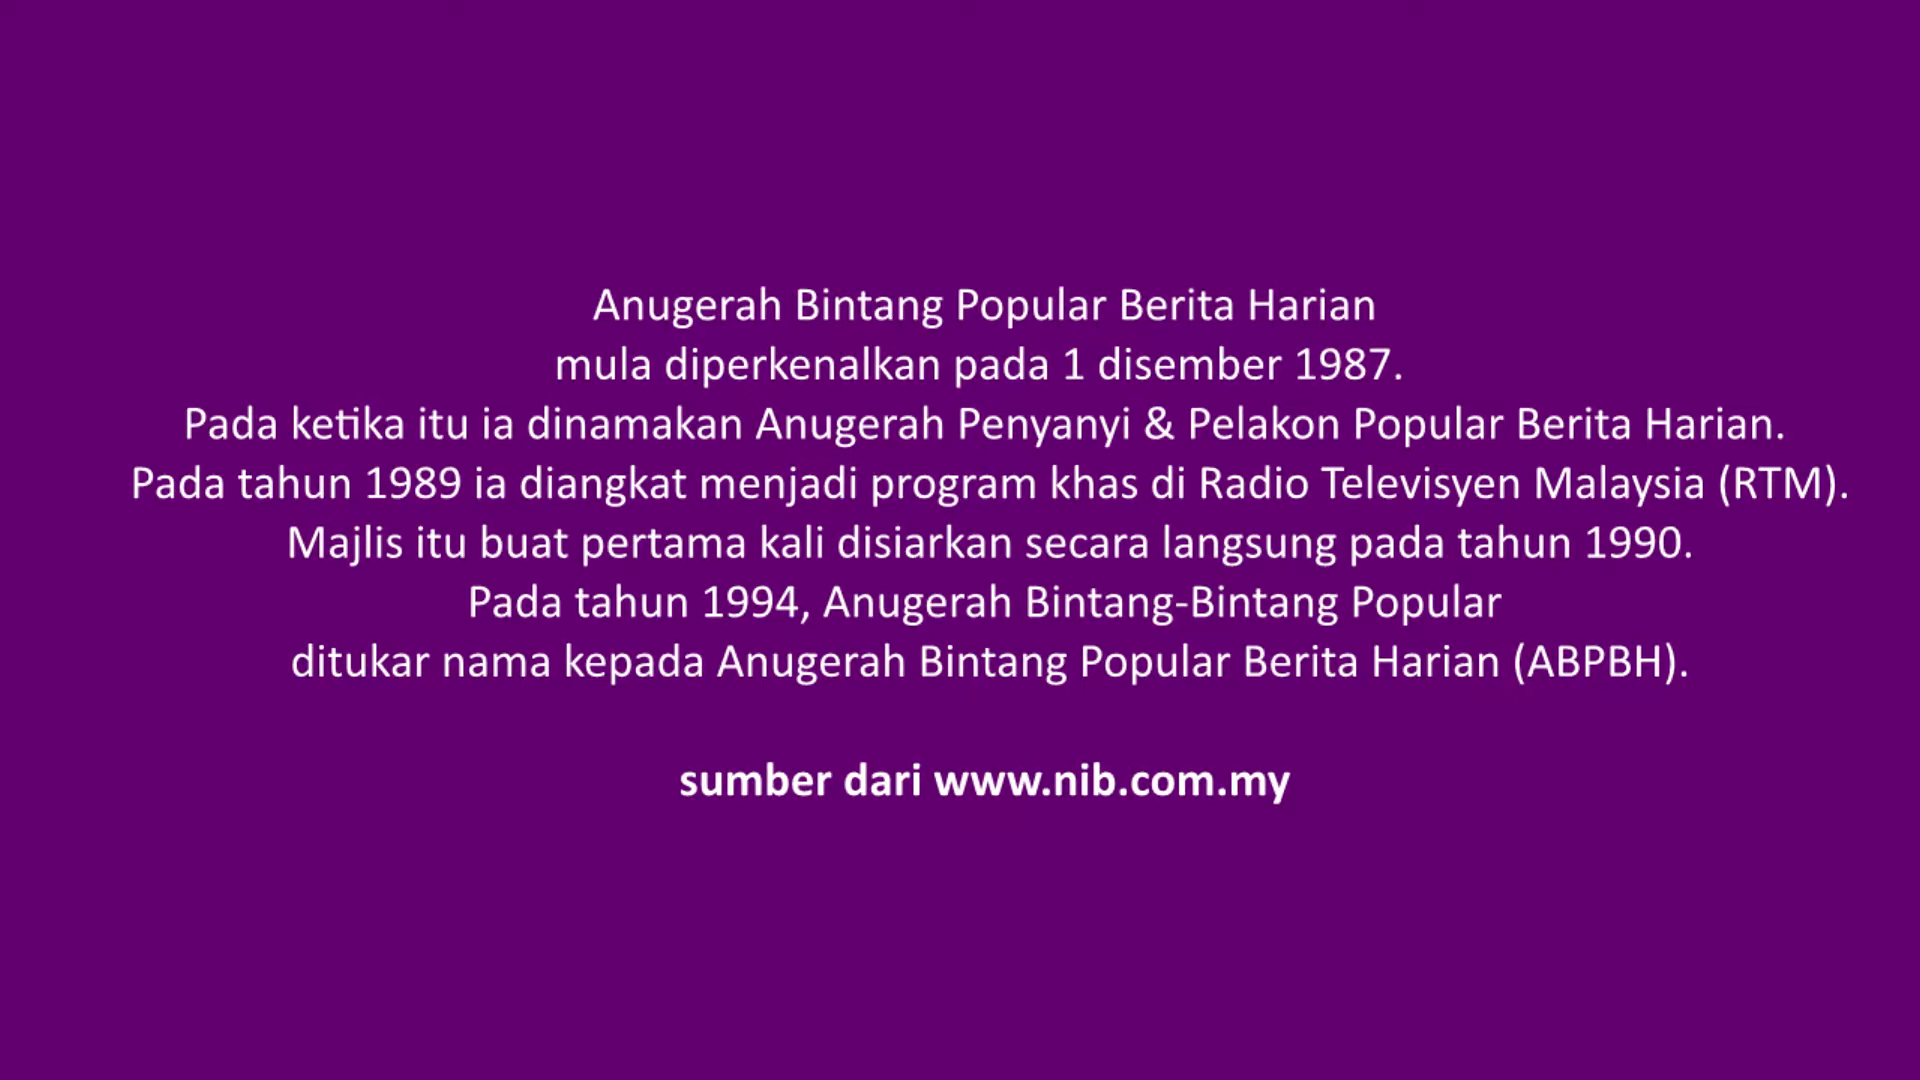 Anugerah Bintang Popular Berita Harian
mula diperkenalkan pada 1 disember 1987.
Pada ketika itu ia dinamakan Anugerah Penyanyi & Pelakon Popular Berita Harian.
Pada tahun 1989 ia diangkat menjadi program khas di Radio Televisyen Malaysia (RTM).
Majlis itu buat pertama kali disiarkan secara langsung pada tahun 1990.
Pada tahun 1994, Anugerah Bintang-Bintang Popular
ditukar nama kepada Anugerah Bintang Popular Berita Harian (ABPBH).
sumber dari www.nib.com.my